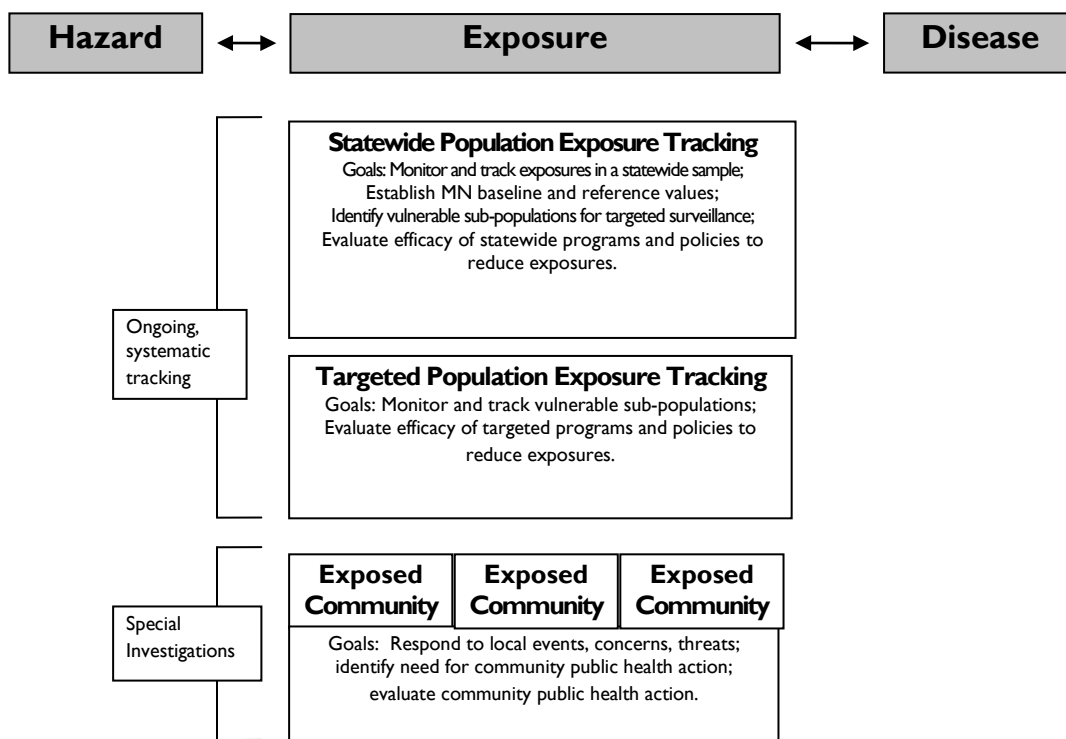 Hazard
Exposure
Disease
Statewide Population Exposure Tracking
Goals: Monitor and track exposures in a statewide sample;
Establish MN baseline and reference values;
Identify vulnerable sub-populations for targeted surveillance;
Evaluate efficacy of statewide programs and policies to
reduce exposures.
Ongoing,
systematic
tracking
Targeted Population Exposure Tracking
Goals: Monitor and track vulnerable sub-populations;
Evaluate efficacy of targeted programs and policies to
reduce exposures.
Exposed
Community
Exposed
Community
Exposed
Community
Special
Investigations
Goals: Respond to local events, concerns, threats;
identify need for community public health action;
evaluate community public health action.